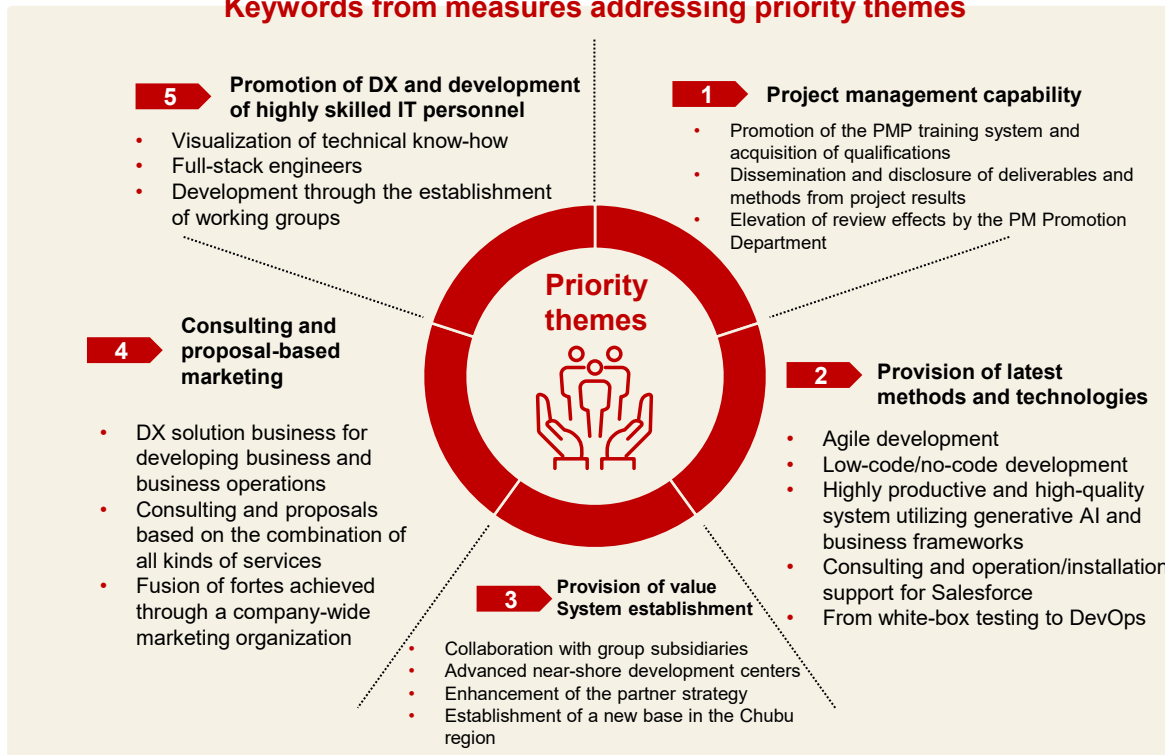 Keywords from measures addressing priority themes
5
Promotion of DX and development
of highly skilled IT personnel
• Visualization of technical know-how
• Full-stack engineers
• Development through the establishment
of working groups
1
Project management capability
• Promotion of the PMP training system and
acquisition of qualifications
• Dissemination and disclosure of deliverables and
methods from project results
• Elevation of review effects by the PM Promotion
Department
Priority
themes
4
Consulting and
proposal-based
marketing
• DX solution business for
developing business and
business operations
• Consulting and proposals
based on the combination of
all kinds of services
• Fusion of fortes achieved
through a company-wide
marketing organization
2
Provision of latest
methods and technologies
• Agile development
• Low-code/no-code development
• Highly productive and high-quality
system utilizing generative AI and
business frameworks
• Consulting and operation/installation
support for Salesforce
• From white-box testing to DevOps
3
Provision of value
System establishment
• Collaboration with group subsidiaries
• Advanced near-shore development centers
• Enhancement of the partner strategy
• Establishment of a new base in the Chubu
region